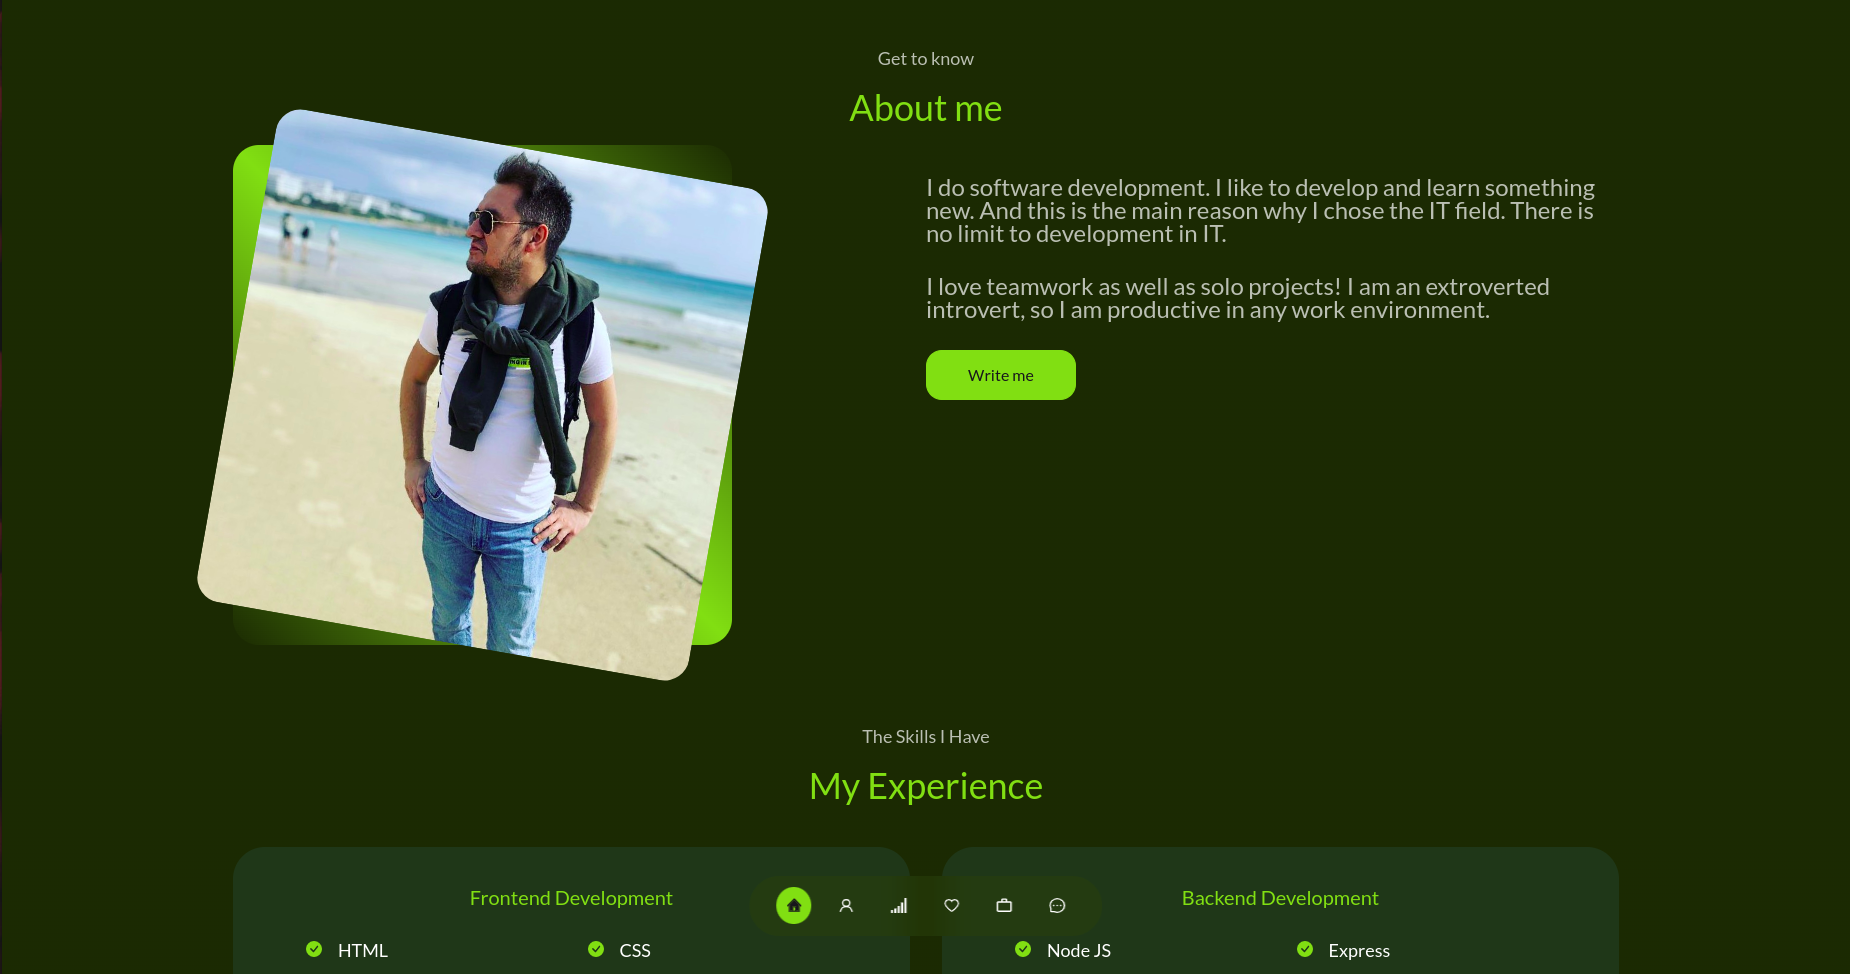 Get to know
About me
I do software development. I like to develop and learn something
new. And this is the main reason why I chose the IT field. There is
no limit to development in IT.
I love teamwork as well as solo projects! I am an extroverted
introvert, so I am productive in any work environment.
Write me
The Skills I Have
My Experience
Frontend Development
HTML
CSS
Backend Development
Node JS
Express